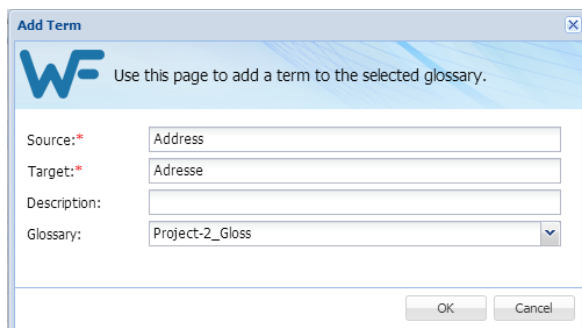 Add Term
WF Use this page to add a term to the selected glossary.
Source:* Address
Target:* Adresse
Description:
Glossary: Project-2_Gloss
OK Cancel